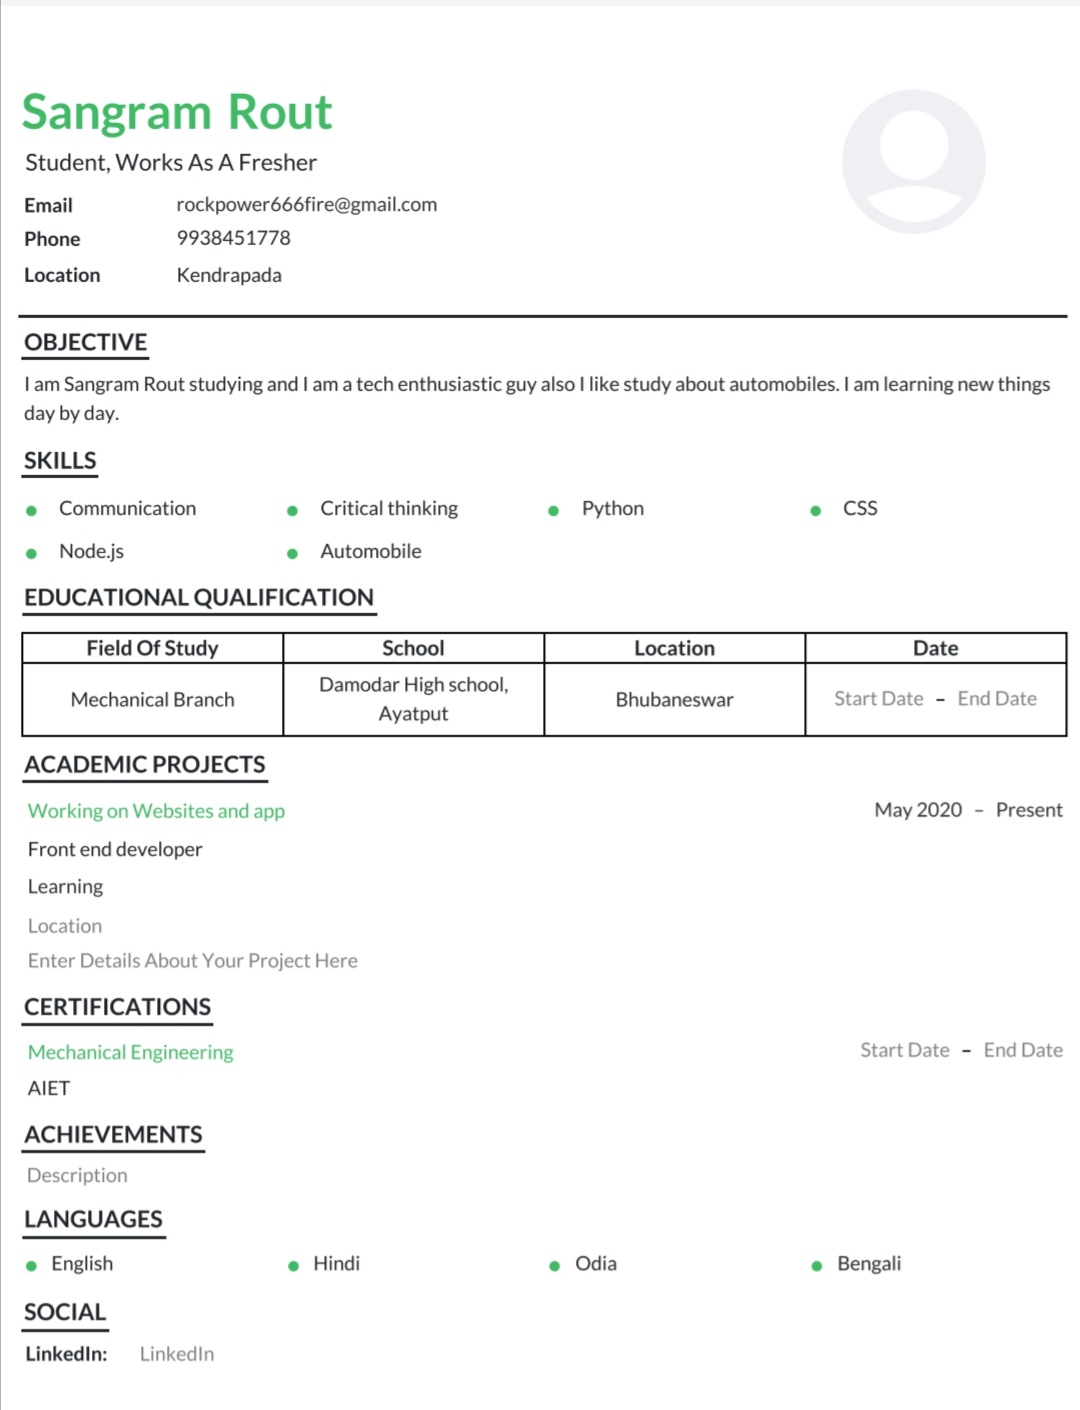 Sangram Rout
Student, Works As A Fresher
Email rockpower666fire@gmail.com
Phone 9938451778
Location Kendrapada
OBJECTIVE
I am Sangram Rout studying and I am a tech enthusiastic guy also I like study about automobiles. I am learning new things
day by day.
SKILLS
Communication Critical thinking Python CSS
Node.js Automobile
EDUCATIONAL QUALIFICATION
Field Of Study School Location Date
Mechanical Branch Damodar High school, Bhubaneswar Start Date - End Date
Ayatput
ACADEMIC PROJECTS
Working on Websites and app May 2020 - Present
Front end developer
Learning
Location
Enter Details About Your Project Here
CERTIFICATIONS
Mechanical Engineering Start Date - End Date
AIET
ACHIEVEMENTS
Description
LANGUAGES
English Hindi Odia Bengali
SOCIAL
LinkedIn: LinkedIn